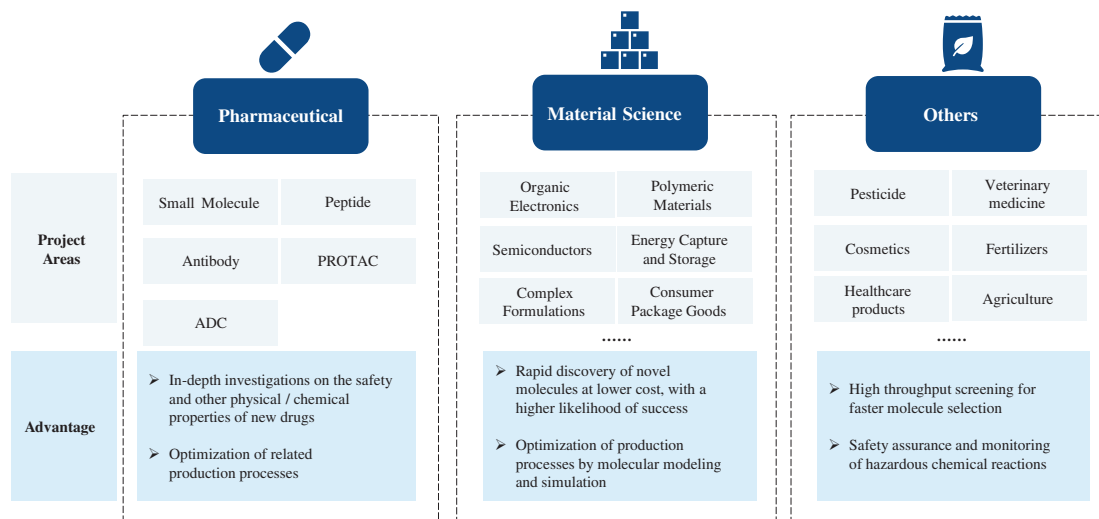 Pharmaceutical
Material Science
Others
Project
Areas
Small Molecule
Peptide
Antibody
PROTAC
ADC
Organic
Electronics
Polymeric
Materials
Semiconductors
Energy Capture
and Storage
Complex
Formulations
Consumer
Package Goods
......
Pesticide
Veterinary
medicine
Cosmetics
Fertilizers
Healthcare
products
Agriculture
......
Advantage
➢ In-depth investigations on the safety
and other physical / chemical
properties of new drugs
➢ Optimization of related
production processes
➢ Rapid discovery of novel
molecules at lower cost, with a
higher likelihood of success
➢ Optimization of production
processes by molecular modeling
and simulation
➢ High throughput screening for
faster molecule selection
➢ Safety assurance and monitoring
of hazardous chemical reactions